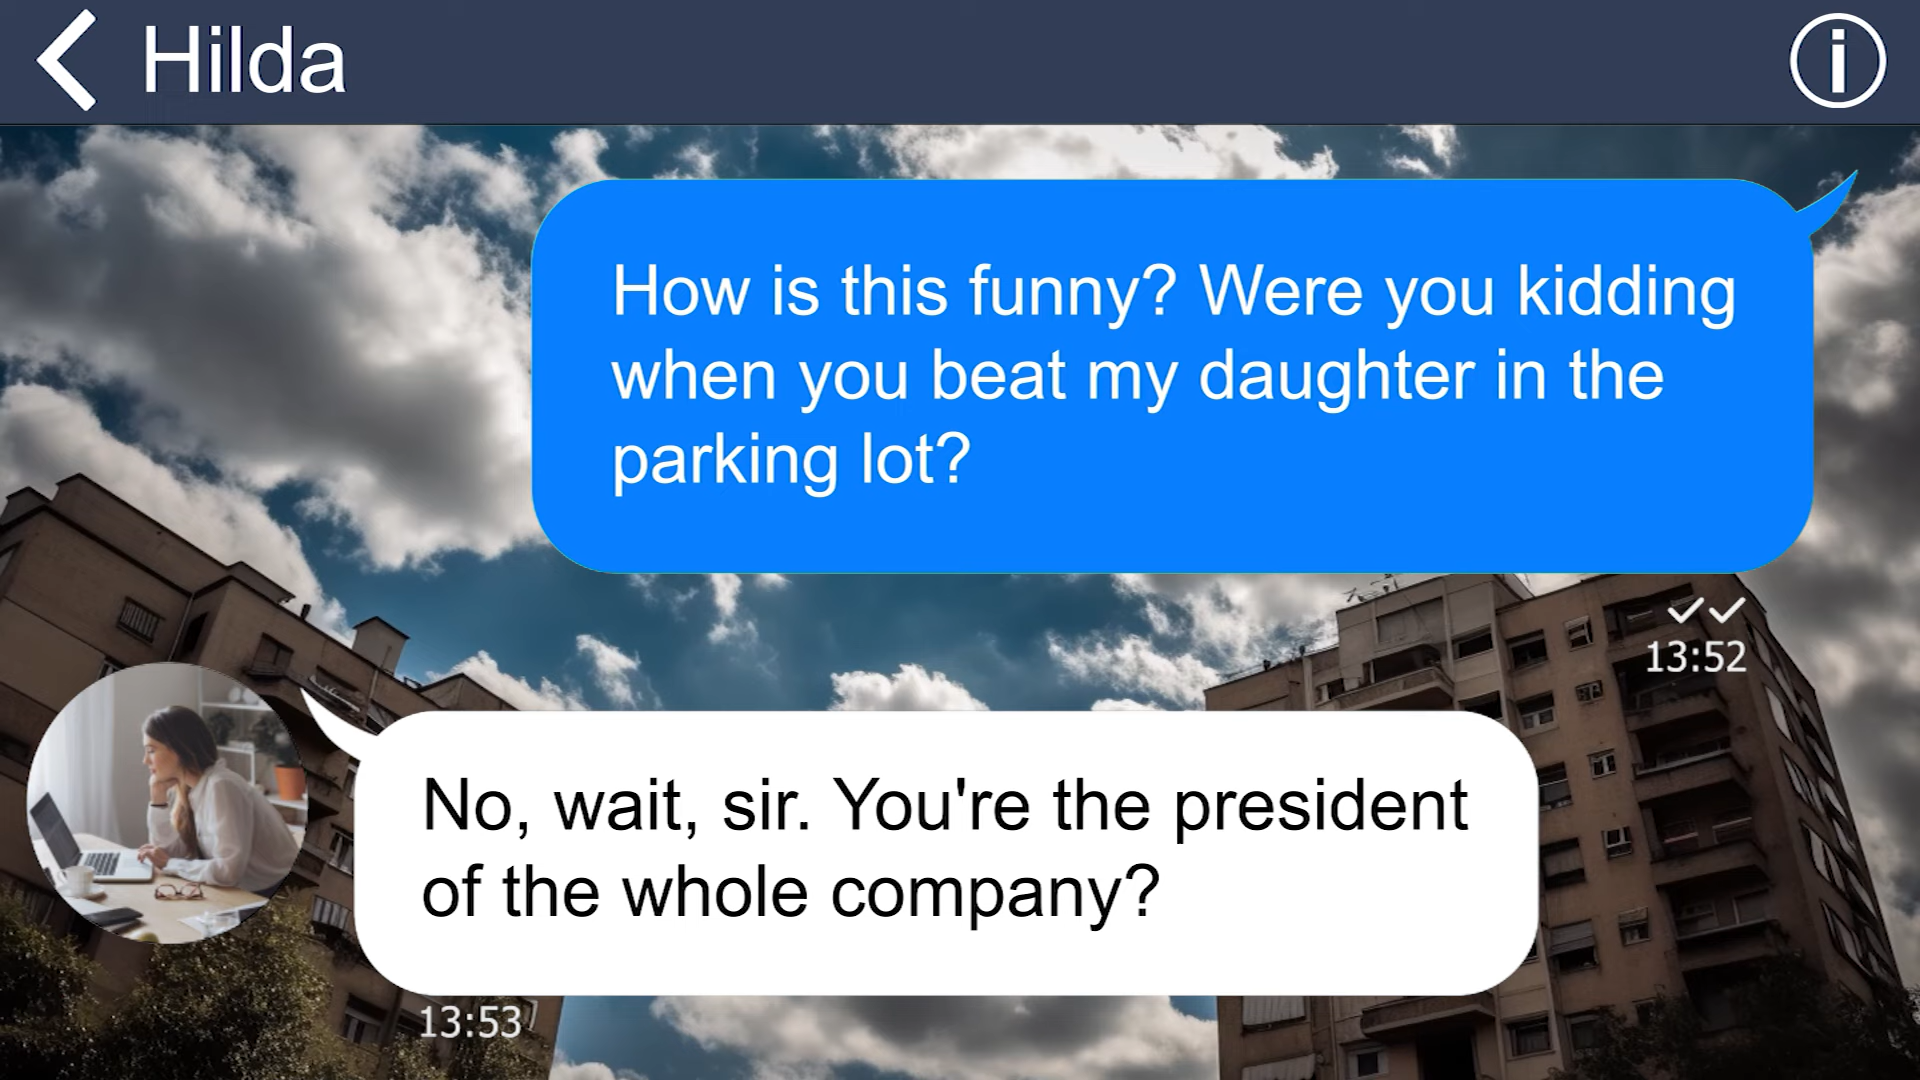 Hilda
How is this funny? Were you kidding
when you beat my daughter in the
parking lot?
13:52
No, wait, sir. You're the president
of the whole company?
13:53